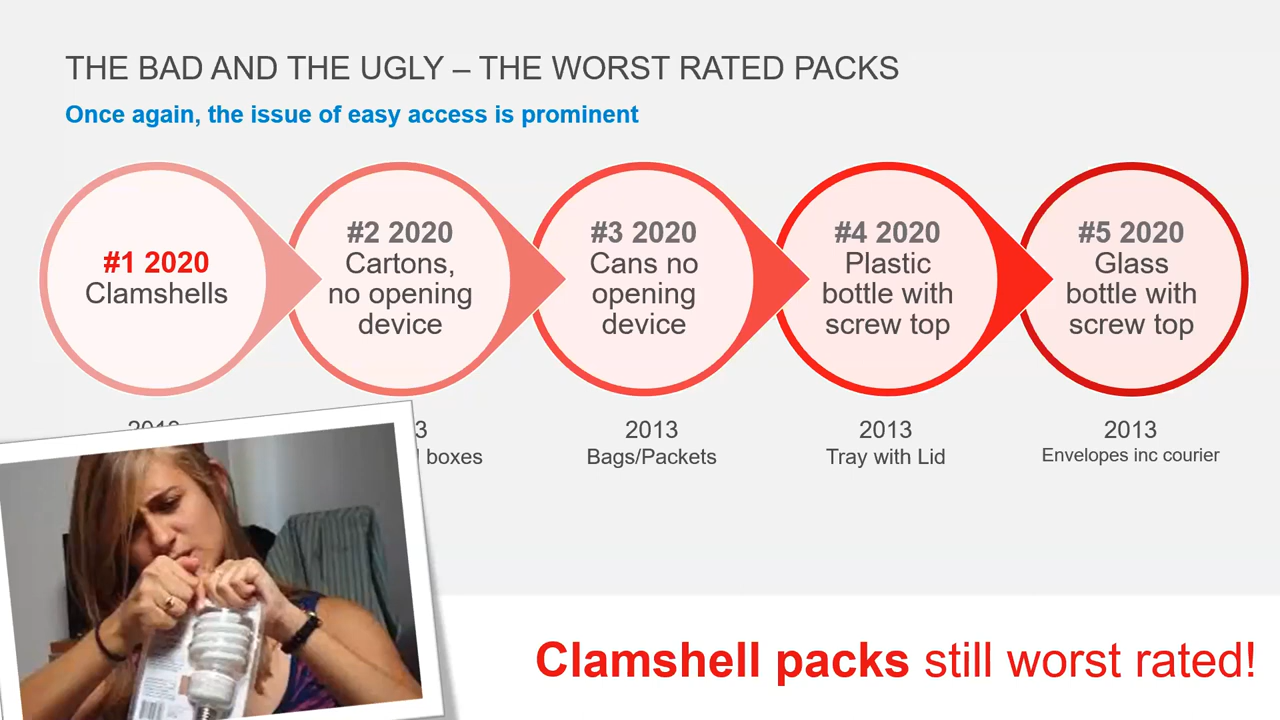 THE BAD AND THE UGLY – THE WORST RATED PACKS
Once again, the issue of easy access is prominent
#1 2020
Clamshells
#2 2020
Cartons,
no opening
device
#3 2020
Cans no
opening
device
#4 2020
Plastic
bottle with
screw top
#5 2020
Glass
bottle with
screw top
3
boxes
2013
Bags/Packets
2013
Tray with Lid
2013
Envelopes inc courier
Clamshell packs still worst rated!